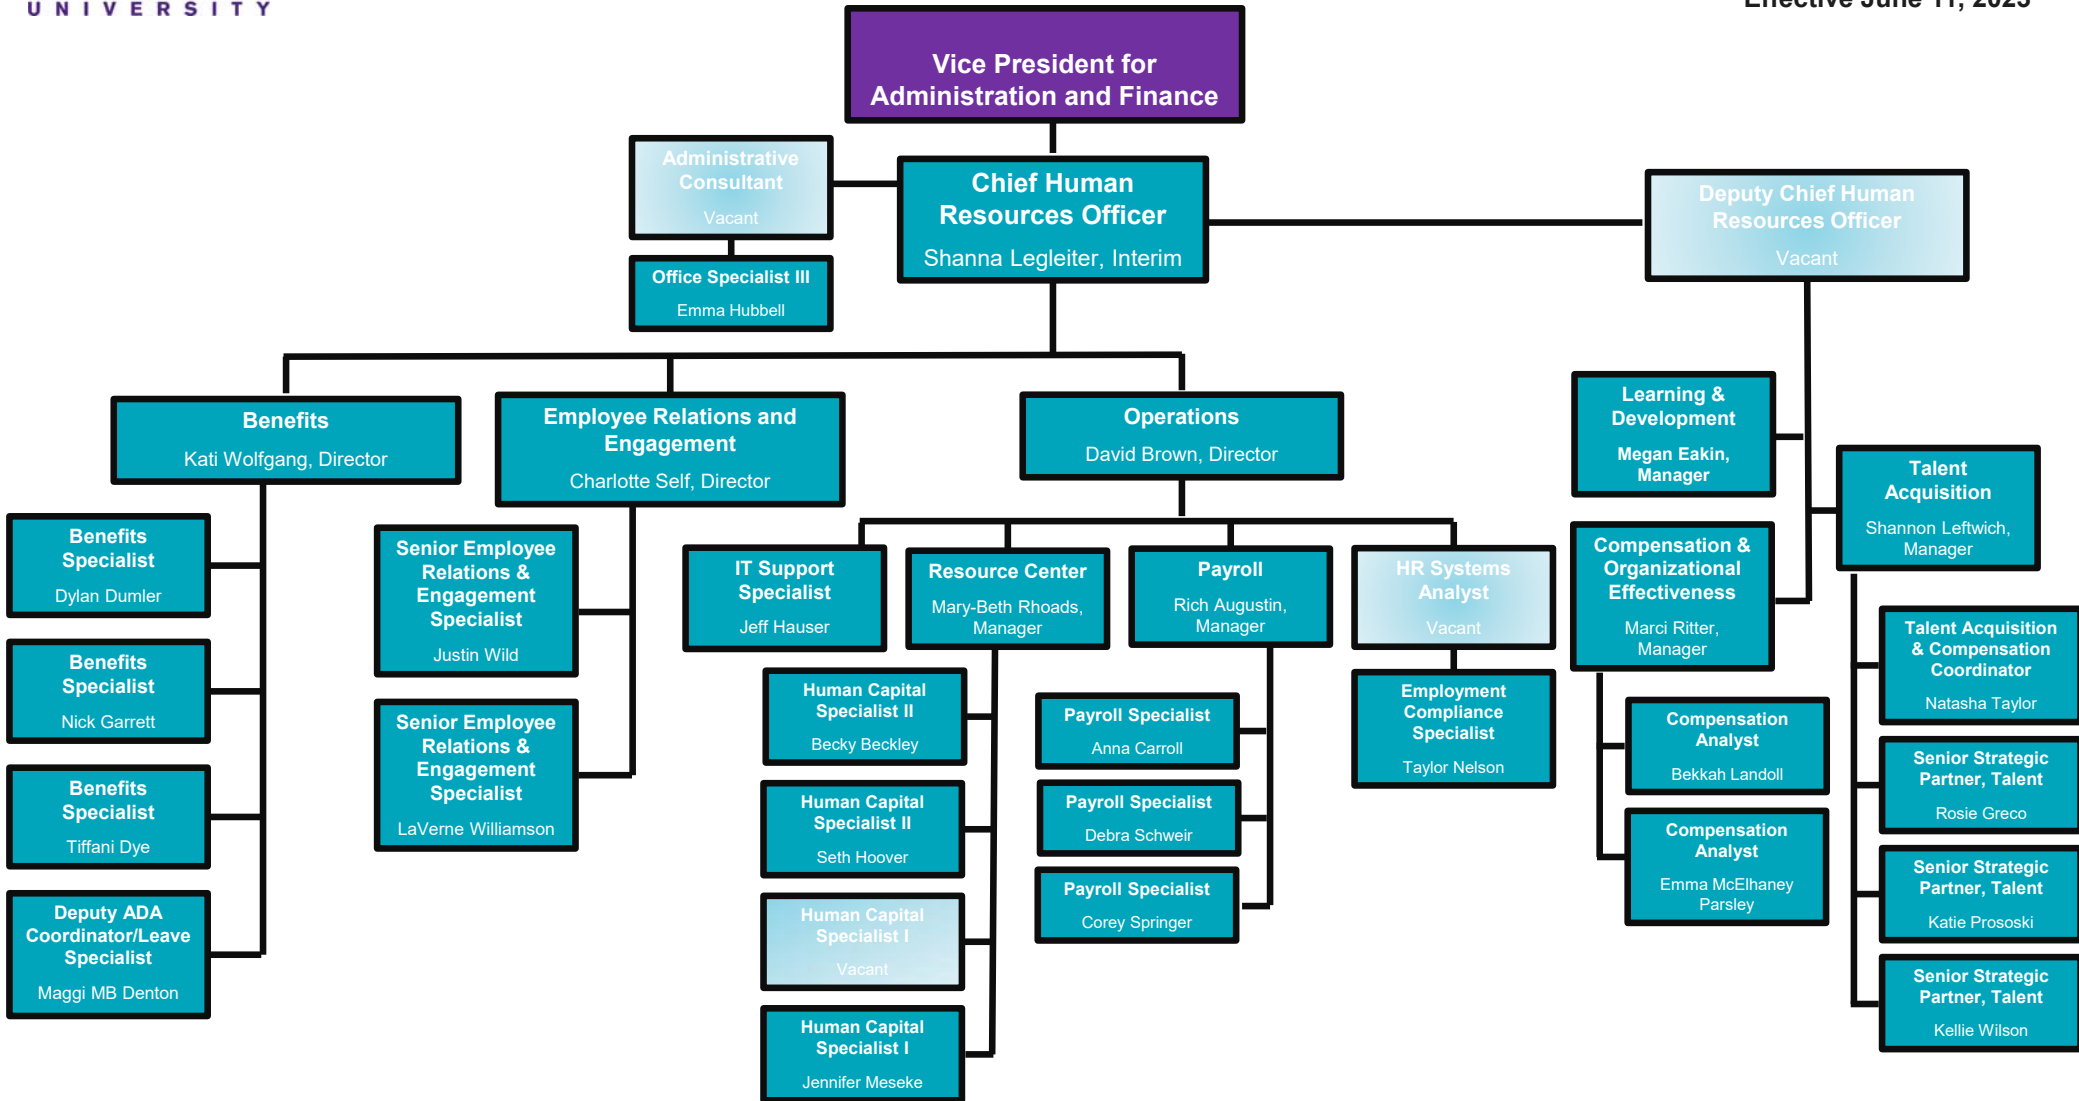 UNIVERSITY
Effective June 11, 2025
Vice President for
Administration and Finance
Administrative
Consultant
Vacant
Chief Human
Resources Officer
Shanna Legleiter, Interim
Deputy Chief Human
Resources Officer
Vacant
Office Specialist III
Emma Hubbell
Benefits
Kati Wolfgang, Director
Employee Relations and
Engagement
Charlotte Self, Director
Operations
David Brown, Director
Learning &
Development
Megan Eakin,
Manager
Talent
Acquisition
Shannon Leftwich,
Manager
Benefits
Specialist
Dylan Dumler
Benefits
Specialist
Nick Garrett
Benefits
Specialist
Tiffani Dye
Deputy ADA
Coordinator/Leave
Specialist
Maggi MB Denton
Senior Employee
Relations &
Engagement
Specialist
Justin Wild
Senior Employee
Relations &
Engagement
Specialist
LaVerne Williamson
IT Support
Specialist
Jeff Hauser
Resource Center
Mary-Beth Rhoads,
Manager
Payroll
Rich Augustin,
Manager
HR Systems
Analyst
Vacant
Human Capital
Specialist II
Becky Beckley
Human Capital
Specialist II
Seth Hoover
Human Capital
Specialist I
Vacant
Human Capital
Specialist I
Jennifer Meseke
Payroll Specialist
Anna Carroll
Payroll Specialist
Debra Schweir
Payroll Specialist
Corey Springer
Employment
Compliance
Specialist
Taylor Nelson
Compensation &
Organizational
Effectiveness
Marci Ritter,
Manager
Compensation
Analyst
Bekkah Landoll
Compensation
Analyst
Emma McElhaney
Parsley
Talent Acquisition
& Compensation
Coordinator
Natasha Taylor
Senior Strategic
Partner, Talent
Rosie Greco
Senior Strategic
Partner, Talent
Katie Prososki
Senior Strategic
Partner, Talent
Kellie Wilson